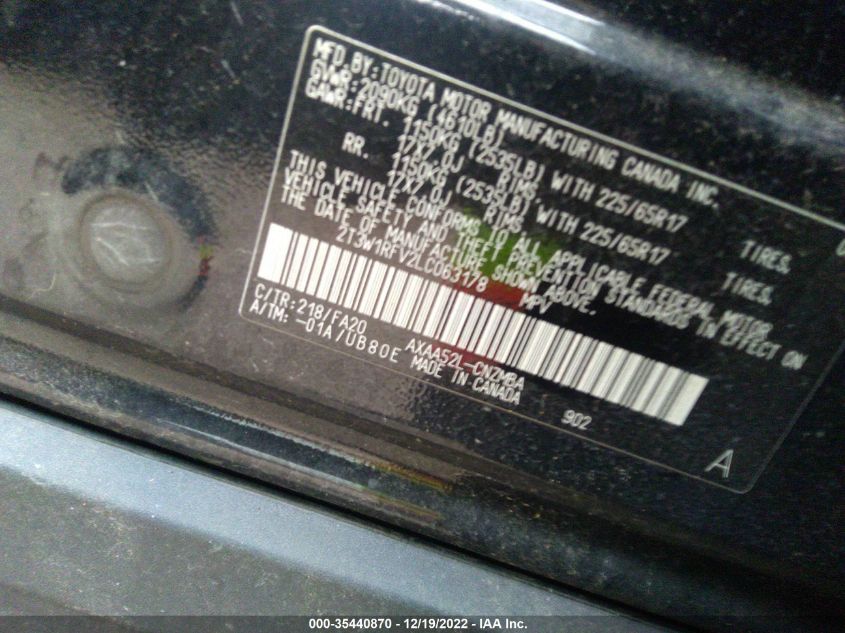 MFD.BY:TOYOTA MOTOR MANUFACTURING CANADA INC.
GVWR:2090KG (4610LB)
GAWR:FRT. 1150KG (2535LB) WITH 225/65R17 TIRES,
17X7.0J RIMS,
RR. 1150KG (2535LB) WITH 225/65R17 TIRES,
17X7.0J RIMS,
THIS VEHICLE CONFORMS TO ALL APPLICABLE FEDERAL MOTOR
VEHICLE SAFETY AND THEFT PREVENTION STANDARDS IN EFFECT ON
THE DATE OF MANUFACTURE SHOWN ABOVE.
2T3W1RFV2LC063178 MPV
C/TR:218/FA20 AXAA52L-CNZMBA
A/TM:-01A/UB80E MADE IN CANADA 902
A
000-35440870 - 12/19/2022 - IAA Inc.